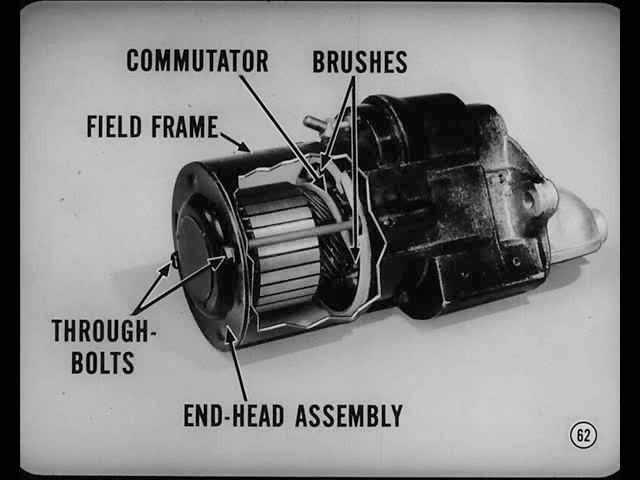 COMMUTATOR
BRUSHES
FIELD FRAME
THROUGH-
BOLTS
END-HEAD ASSEMBLY
62